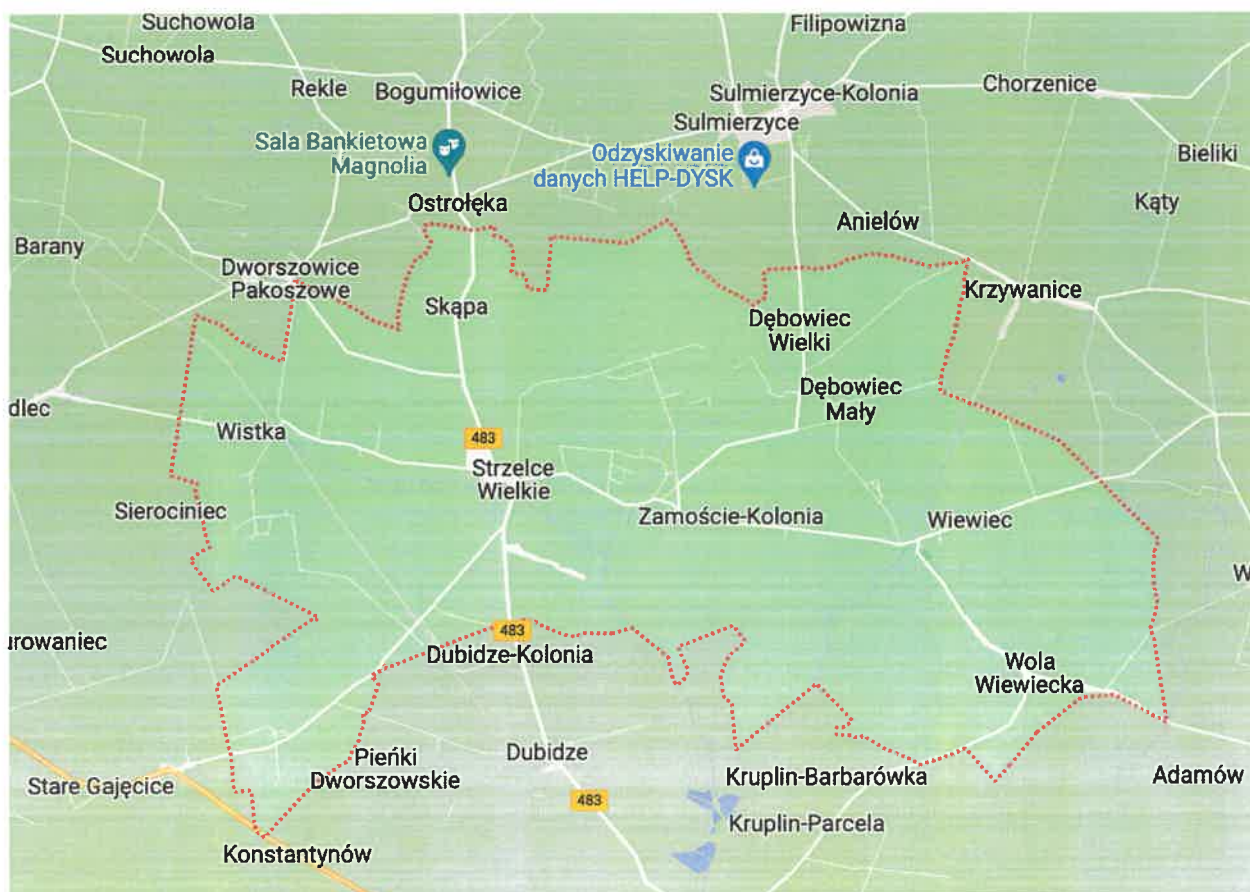 Suchowola
Filipowizna
Suchowola
Rekle
Bogumiłowice
Chorzenice
Sulmierzyce-Kolonia
Sulmierzyce
Sala Bankietowa
Magnolia
Odzyskiwanie
danych HELP-DYSK
Bieliki
Ostrołęka
Kąty
Anielów
Barany
Dworszowice
Pakoszowe
Krzywanice
Skąpa
Dębowiec
Wielki
Dębowiec
Mały
dlec
Wistka
483
Strzelce
Wielkie
Sierociniec
Zamoście-Kolonia
Wiewiec
W
urowaniec
483
Dubidze-Kolonia
Wola
Wiewiecka
Pieńki
Dworszowskie
Dubidze
Stare Gajęcice
Kruplin-Barbarówka
Adamów
483
Kruplin-Parcela
Konstantynów